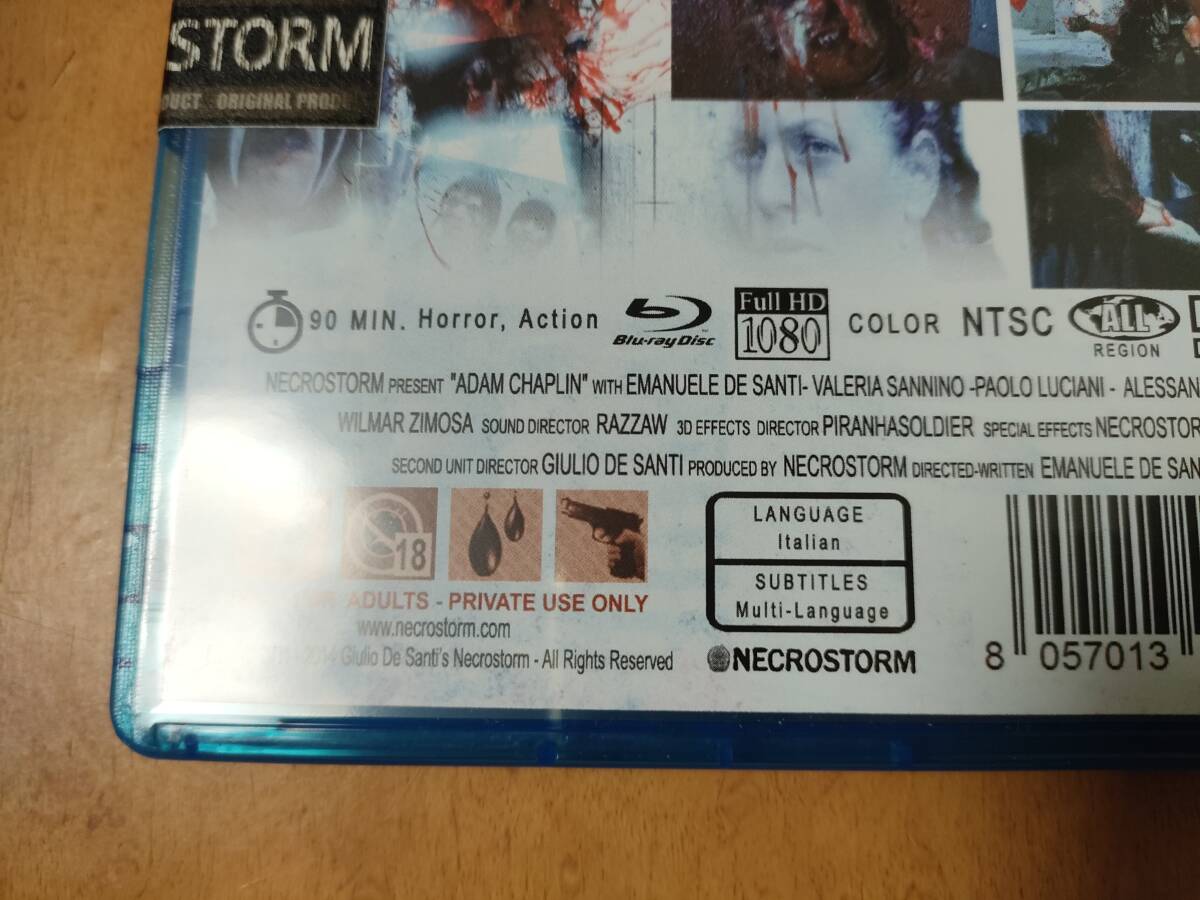 STORM
DUCT ORIGINAL PROD
90 MIN. Horror, Action Blu-ray Disc Full HD 1080 COLOR NTSC ALL REGION
NECROSTORM PRESENT "ADAM CHAPLIN" WITH EMANUELE DE SANTI- VALERIA SANNINO -PAOLO LUCIANI - ALESSAN
WILMAR ZIMOSA SOUND DIRECTOR RAZZAW 3D EFFECTS DIRECTOR PIRANHASOLDIER SPECIAL EFFECTS NECROSTOR
SECOND UNIT DIRECTOR GIULIO DE SANTI PRODUCED BY NECROSTORM DIRECTED-WRITTEN EMANUELE DE SAN
18
ADULTS - PRIVATE USE ONLY
www.necrostorm.com
2014 Giulio De Santi's Necrostorm - All Rights Reserved
LANGUAGE
Italian
SUBTITLES
Multi-Language
NECROSTORM
8 057013